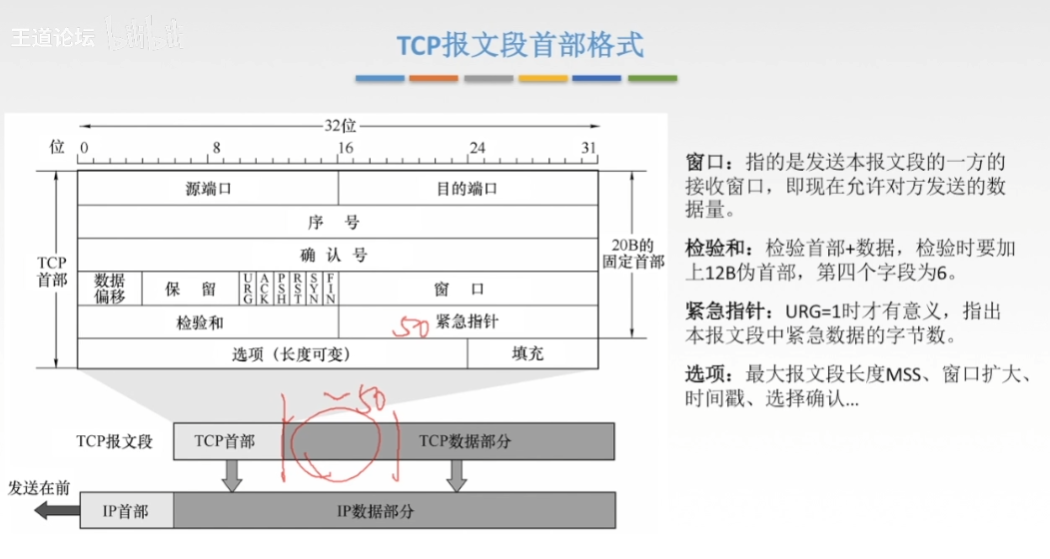 王道论坛
TCP报文段首部格式
32位
位 0 8 16 24 31
源端口 目的端口
序 号
确 认 号
TCP首部
20B的固定首部
数据偏移 保 留 URG ACK PSH RST SYN FIN 窗 口
检验和 50 紧急指针
选项(长度可变) 填充
~50
TCP报文段 TCP首部 TCP数据部分
发送在前
IP首部 IP数据部分
窗口:指的是发送本报文段的一方的
接收窗口,即现在允许对方发送的数
据量。
检验和:检验首部+数据,检验时要加
上12B伪首部,第四个字段为6。
紧急指针:URG=1时才有意义,指出
本报文段中紧急数据的字节数。
选项:最大报文段长度MSS、窗口扩大、
时间戳、选择确认...